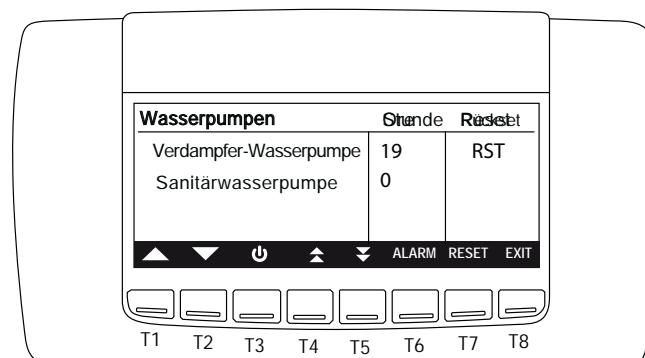 Wasserpumpen
Verdampfer-Wasserpumpe 19 RST
Sanitärwasserpumpe 0
ALARM RESET EXIT
T1 T2 T3 T4 T5 T6 T7 T8